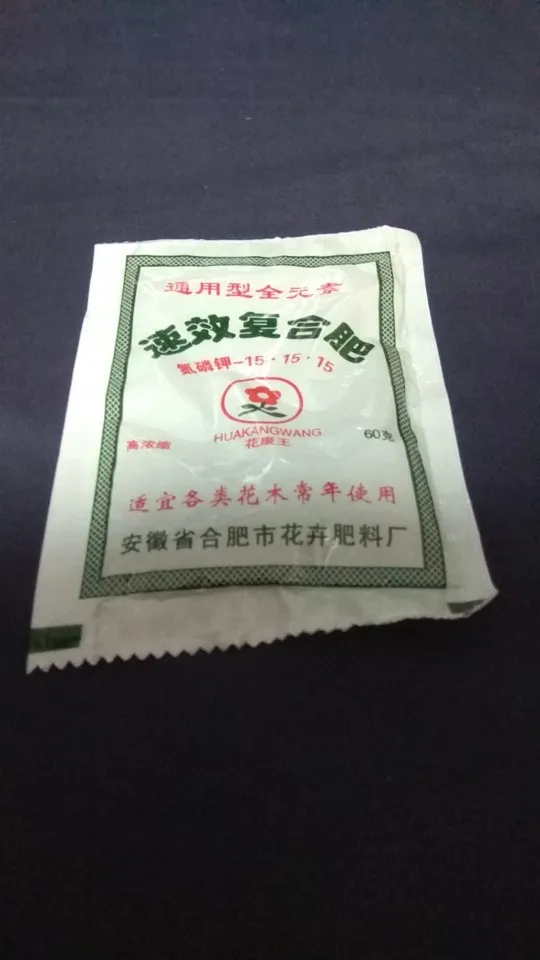 通用型全元素
速效复合肥
氮磷钾-15·15·15
HUAKANGWANG
花康王
高浓缩
60克
适宜各类花木常年使用
安徽省合肥市花卉肥料厂